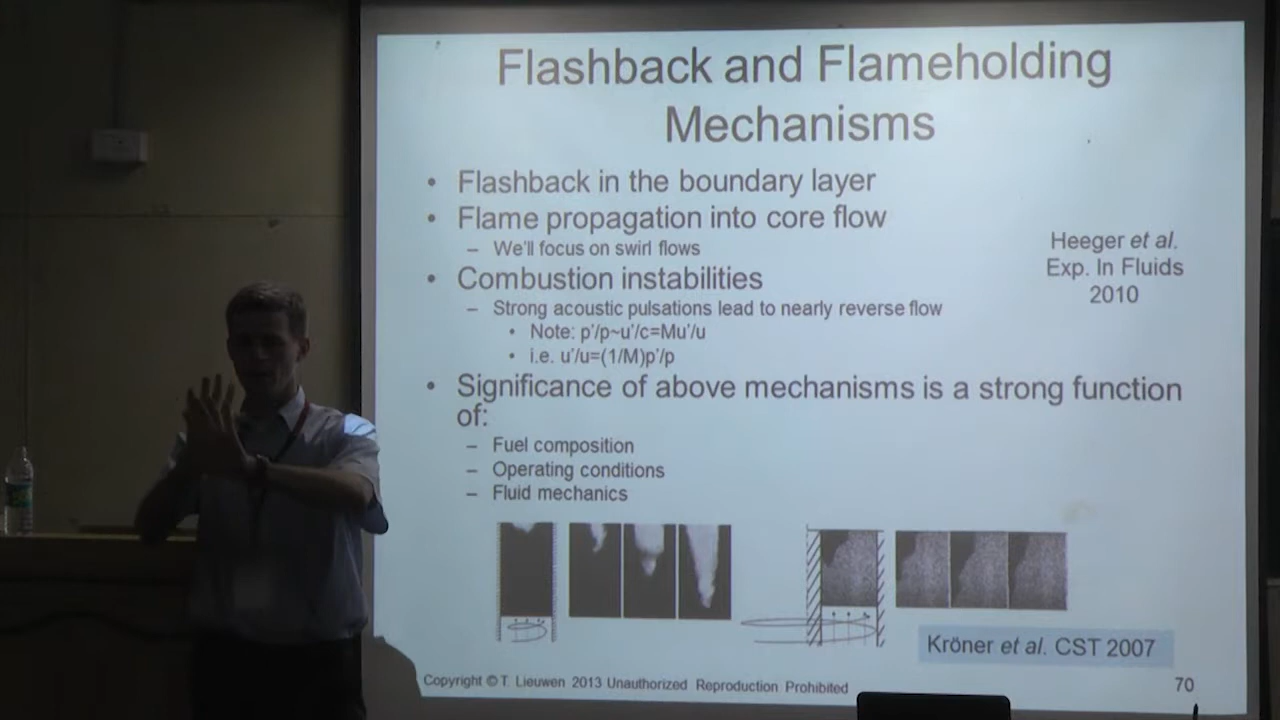 Flashback and Flameholding
Mechanisms
• Flashback in the boundary layer
• Flame propagation into core flow
– We'll focus on swirl flows
• Combustion instabilities
– Strong acoustic pulsations lead to nearly reverse flow
• Note: p'/p~u'/c=Mu'/u
• i.e. u'/u=(1/M)p'/p
• Significance of above mechanisms is a strong function
of:
– Fuel composition
– Operating conditions
– Fluid mechanics
Heeger et al.
Exp. In Fluids
2010
Kröner et al. CST 2007
Copyright © T. Lieuwen 2013 Unauthorized Reproduction Prohibited
70